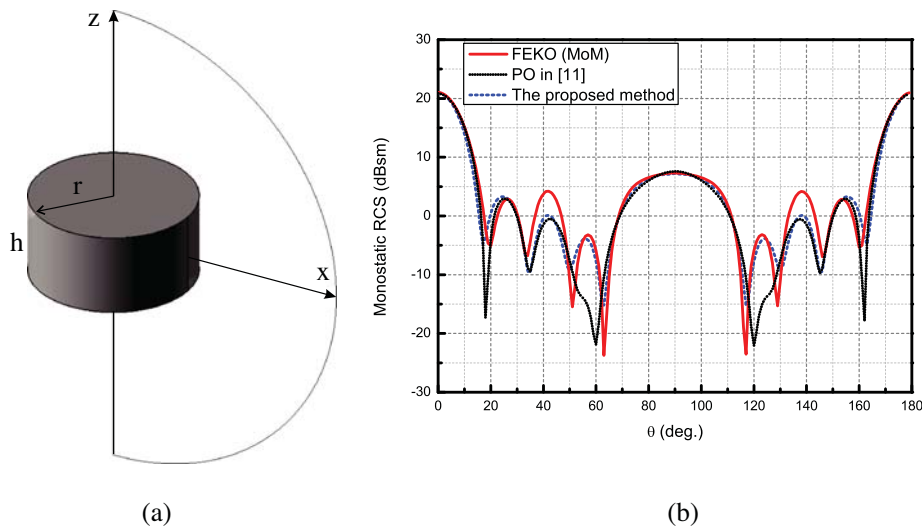 z
r
h
x
(a)
FEKO (MoM)
PO in [11]
The proposed method
Monostatic RCS (dBsm)
30
20
10
0
-10
-20
-30
0 20 40 60 80 100 120 140 160 180
θ (deg.)
(b)